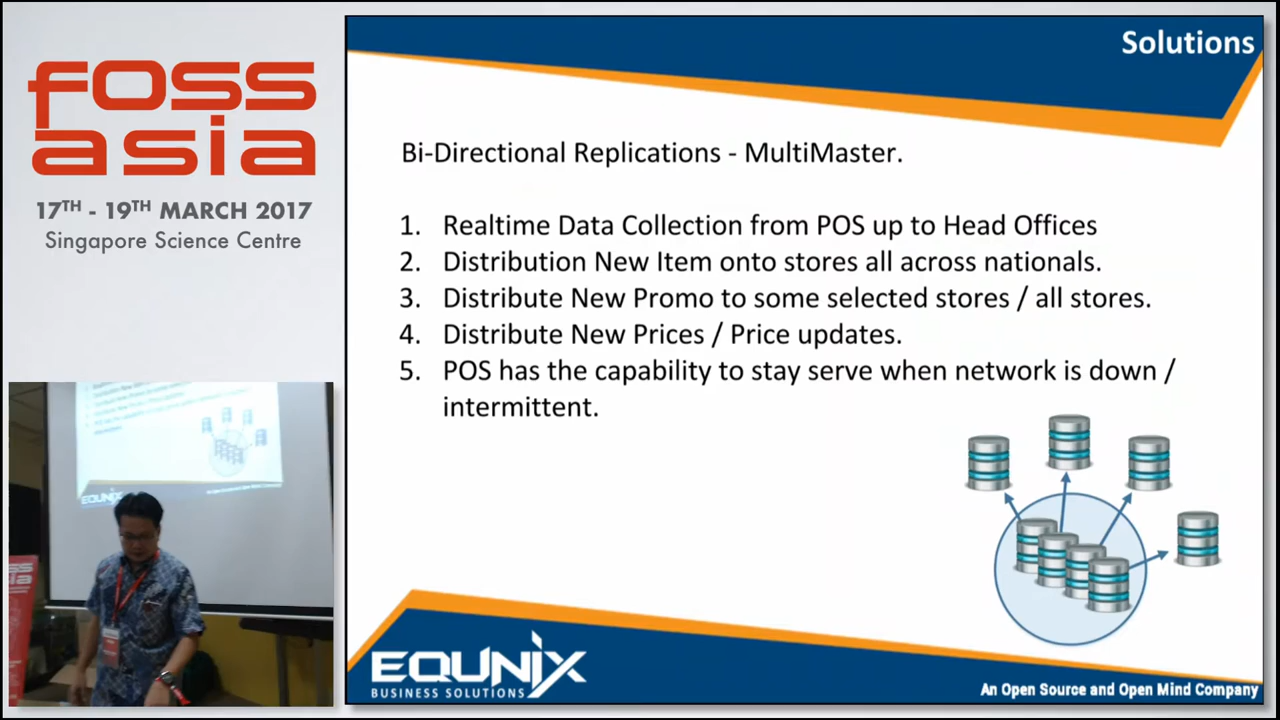 foss
asia
17TH - 19TH MARCH 2017
Singapore Science Centre
Solutions
Bi-Directional Replications - MultiMaster.
1. Realtime Data Collection from POS up to Head Offices
2. Distribution New Item onto stores all across nationals.
3. Distribute New Promo to some selected stores / all stores.
4. Distribute New Prices / Price updates.
5. POS has the capability to stay serve when network is down /
intermittent.
EQUNIX
BUSINESS SOLUTIONS
An Open Source and Open Mind Company
EQUNIX